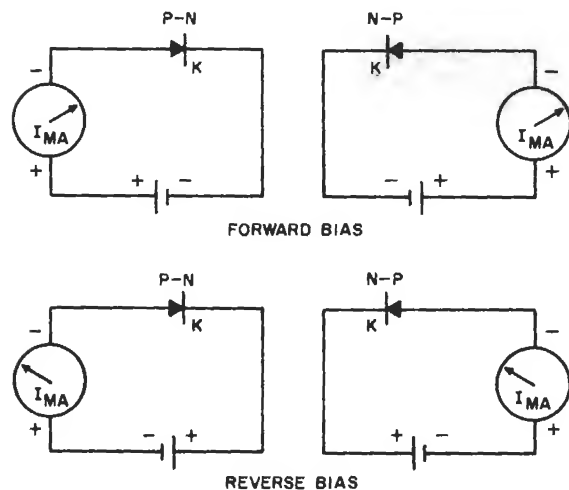 P-N
K
-
I MA
+
+ -
N-P
K
-
I MA
+
- +
FORWARD BIAS
P-N
K
-
I MA
+
- +
N-P
K
-
I MA
+
+ -
REVERSE BIAS